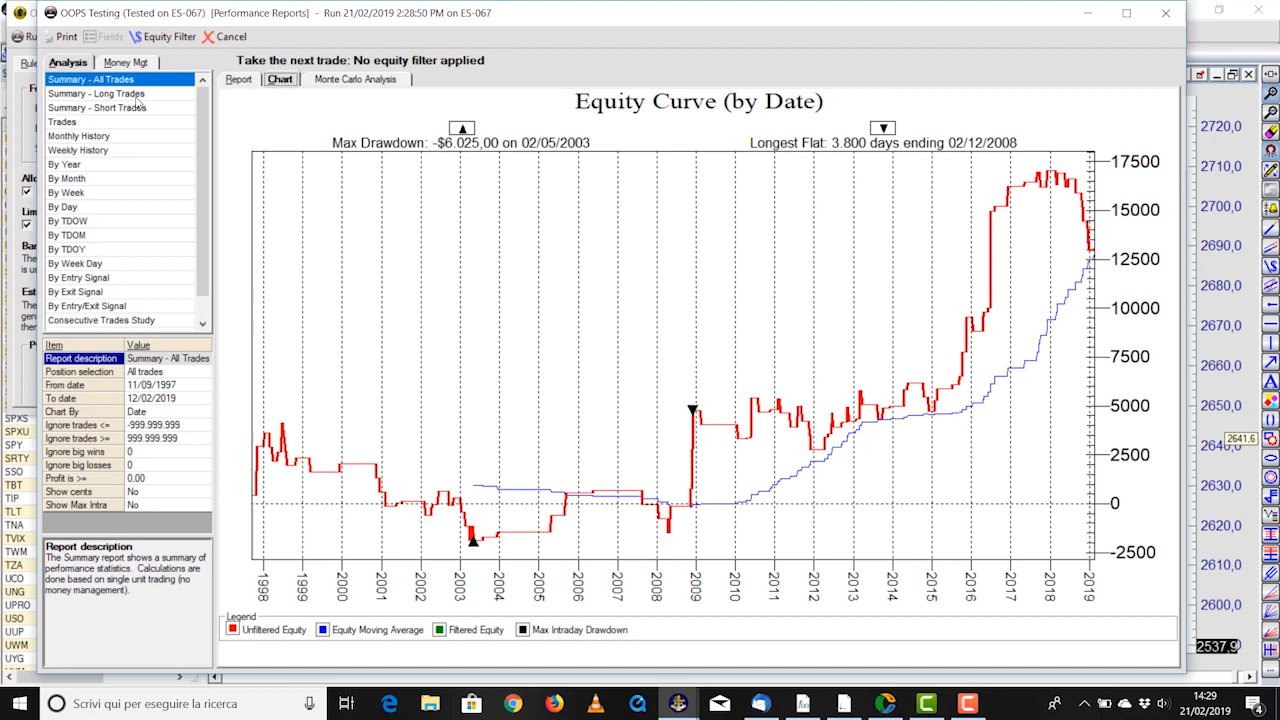 OOPS Testing (Tested on ES-067) [Performance Reports] - Run 21/02/2019 2:28:50 PM on ES-067
Print
Fields
Equity Filter
Cancel
Analysis
Money Mgt
Take the next trade: No equity filter applied
Report
Chart
Monte Carlo Analysis
Summary - All Trades
Summary - Long Trades
Summary - Short Trades
Trades
Monthly History
Weekly History
By Year
By Month
By Week
By Day
By TDOW
By TDOM
By TDOY
By Week Day
By Entry Signal
By Exit Signal
By Entry/Exit Signal
Consecutive Trades Study
Item Value
Report description Summary - All Trades
Position selection All trades
From date 11/09/1997
To date 12/02/2019
Chart By Date
Ignore trades <= -999.999.999
Ignore trades >= 999.999.999
Ignore big wins 0
Ignore big losses 0
Profit is >= 0,00
Show cents No
Show Max Intra No
Report description
The Summary report shows a summary of
performance statistics. Calculations are
done based on single unit trading (no
money management).
Equity Curve (by Date)
Max Drawdown: -$6.025,00 on 02/05/2003
Longest Flat: 3.800 days ending 02/12/2008
17500
15000
12500
10000
7500
5000
2500
0
-2500
1998 1999 2000 2001 2002 2003 2004 2005 2006 2007 2008 2009 2010 2011 2012 2013 2014 2015 2016 2017 2018 2019
Legend
Unfiltered Equity
Equity Moving Average
Filtered Equity
Max Intraday Drawdown
SPXS
SPXU
SPY
SRTY
SSO
TBT
TIP
TLT
TNA
TVIX
TWM
TZA
UCO
UNG
UPRO
USO
UUP
UWM
UYG
2720,0
2710,0
2700,0
2690,0
2680,0
2670,0
2660,0
2650,0
2641.6
2630,0
2620,0
2610,0
2600,0
2537,9
Scrivi qui per eseguire la ricerca
14:29
21/02/2019